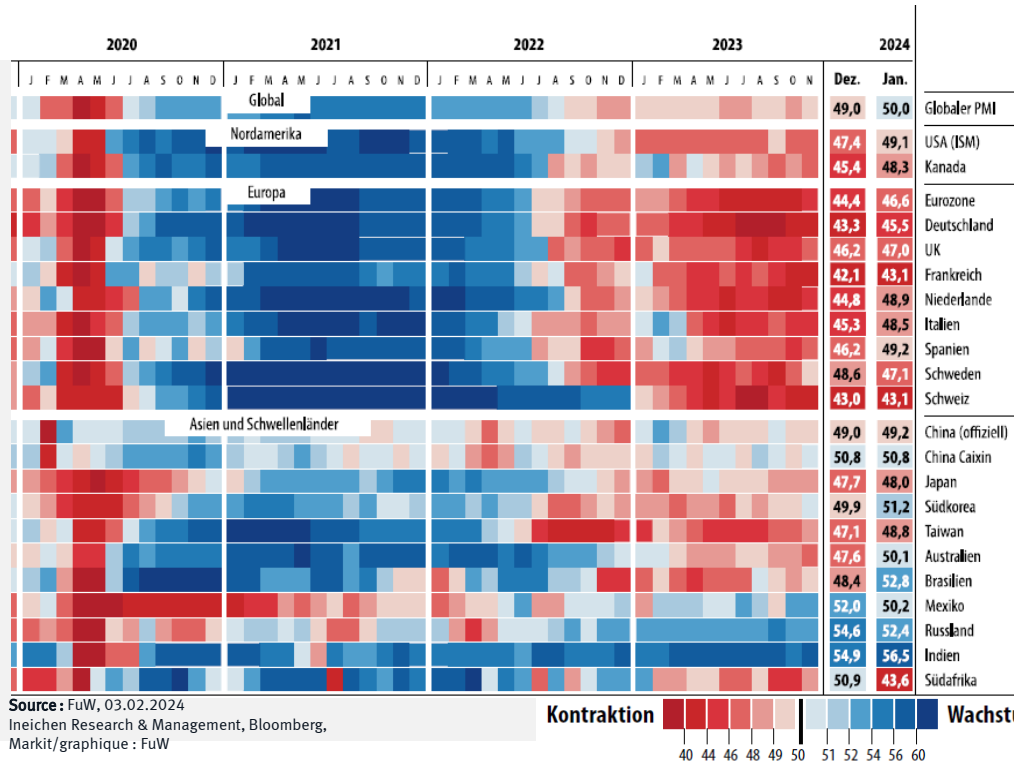 2020 2021 2022 2023 2024
J F M A M J J A S O N D J F M A M J J A S O N D J F M A M J J A S O N D J F M A M J J A S O N Dez. Jan.
Global 49,0 50,0 Globaler PMI
Nordamerika 47,4 49,1 USA (ISM)
45,4 48,3 Kanada
Europa 44,4 46,6 Eurozone
43,3 45,5 Deutschland
46,2 47,0 UK
42,1 43,1 Frankreich
44,8 48,9 Niederlande
45,3 48,5 Italien
46,2 49,2 Spanien
48,6 47,1 Schweden
43,0 43,1 Schweiz
Asien und Schwellenländer 49,0 49,2 China (offiziell)
50,8 50,8 China Caixin
47,7 48,0 Japan
49,9 51,2 Südkorea
47,1 48,8 Taiwan
47,6 50,1 Australien
48,4 52,8 Brasilien
52,0 50,2 Mexiko
54,6 52,4 Russland
54,9 56,5 Indien
50,9 43,6 Südafrika
Source : FuW, 03.02.2024
Ineichen Research & Management, Bloomberg,
Markit/graphique : FuW
Kontraktion Wachstu
40 44 46 48 49 50 51 52 54 56 60